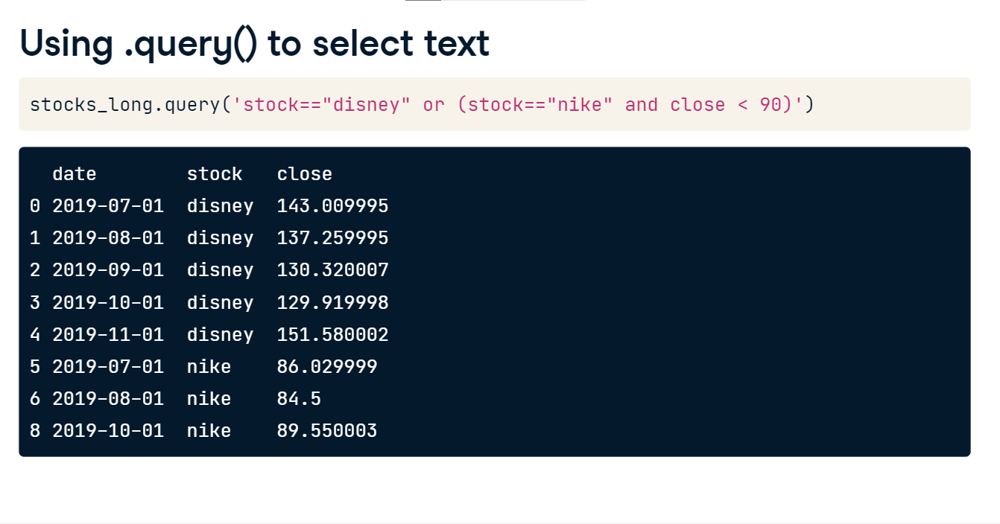 Using .query() to select text
stocks_long.query('stock=="disney" or (stock=="nike" and close < 90)')
date stock close
0 2019-07-01 disney 143.009995
1 2019-08-01 disney 137.259995
2 2019-09-01 disney 130.320007
3 2019-10-01 disney 129.919998
4 2019-11-01 disney 151.580002
5 2019-07-01 nike 86.029999
6 2019-08-01 nike 84.5
8 2019-10-01 nike 89.550003